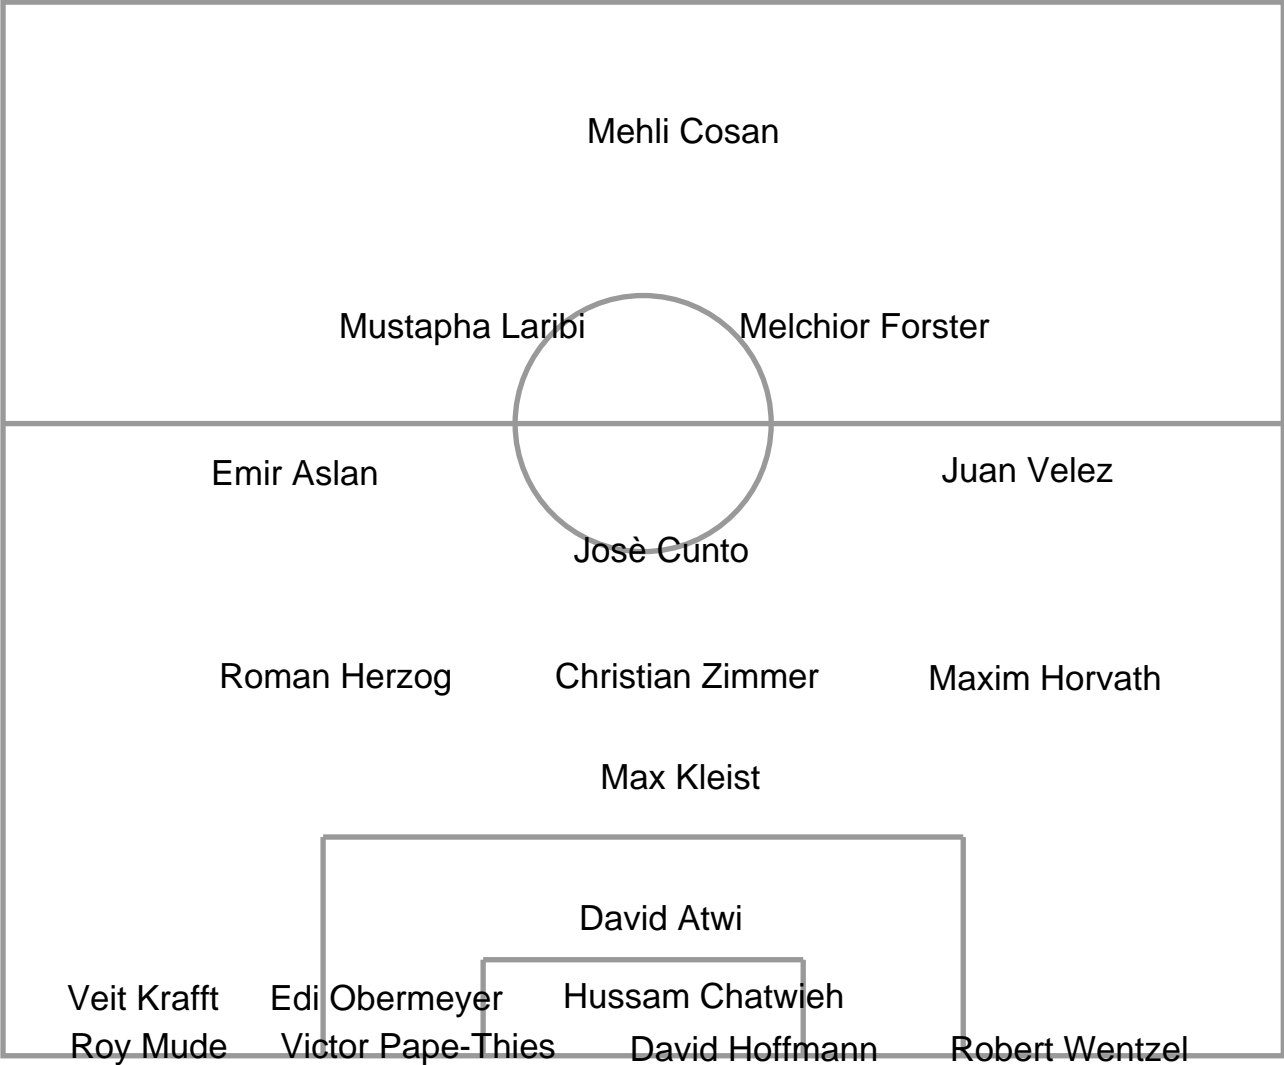 Mehli Cosan
Mustapha Laribi Melchior Forster
Emir Aslan Juan Velez
Josè Cunto
Roman Herzog Christian Zimmer Maxim Horvath
Max Kleist
David Atwi
Veit Krafft Edi Obermeyer Hussam Chatwieh
Roy Mude Victor Pape-Thies David Hoffmann Robert Wentzel